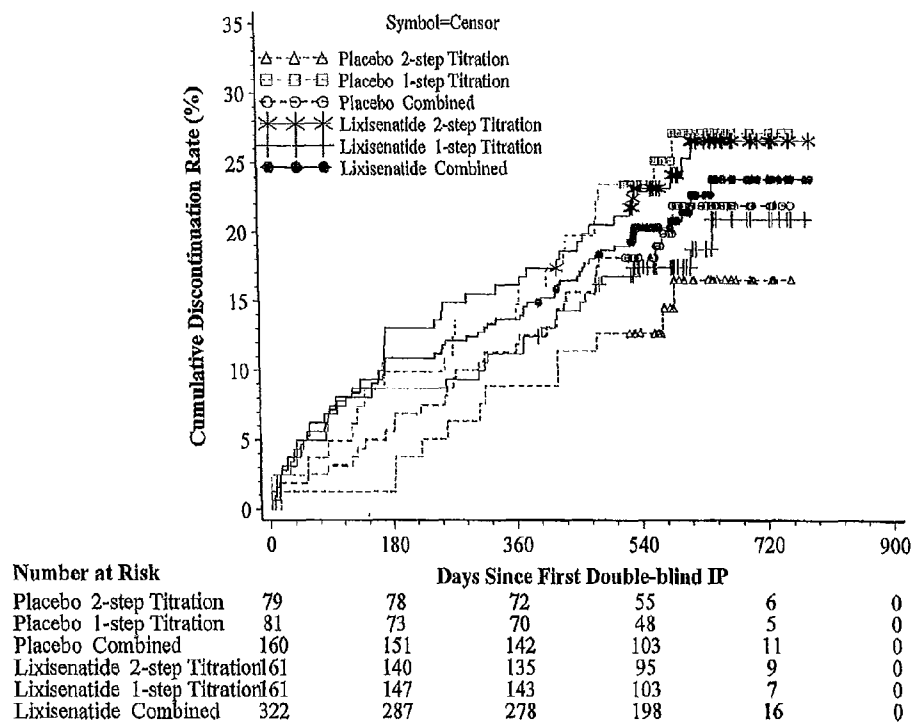 Symbol=Censor
Placebo 2-step Titration
Placebo 1-step Titration
Placebo Combined
Lixisenatide 2-step Titration
Lixisenatide 1-step Titration
Lixisenatide Combined
Cumulative Discontinuation Rate (%)
35
30
25
20
15
10
5
0
0 180 360 540 720 900
Days Since First Double-blind IP
Number at Risk
Placebo 2-step Titration 79 78 72 55 6 0
Placebo 1-step Titration 81 73 70 48 5 0
Placebo Combined 160 151 142 103 11 0
Lixisenatide 2-step Titration161 140 135 95 9 0
Lixisenatide 1-step Titration161 147 143 103 7 0
Lixisenatide Combined 322 287 278 198 16 0